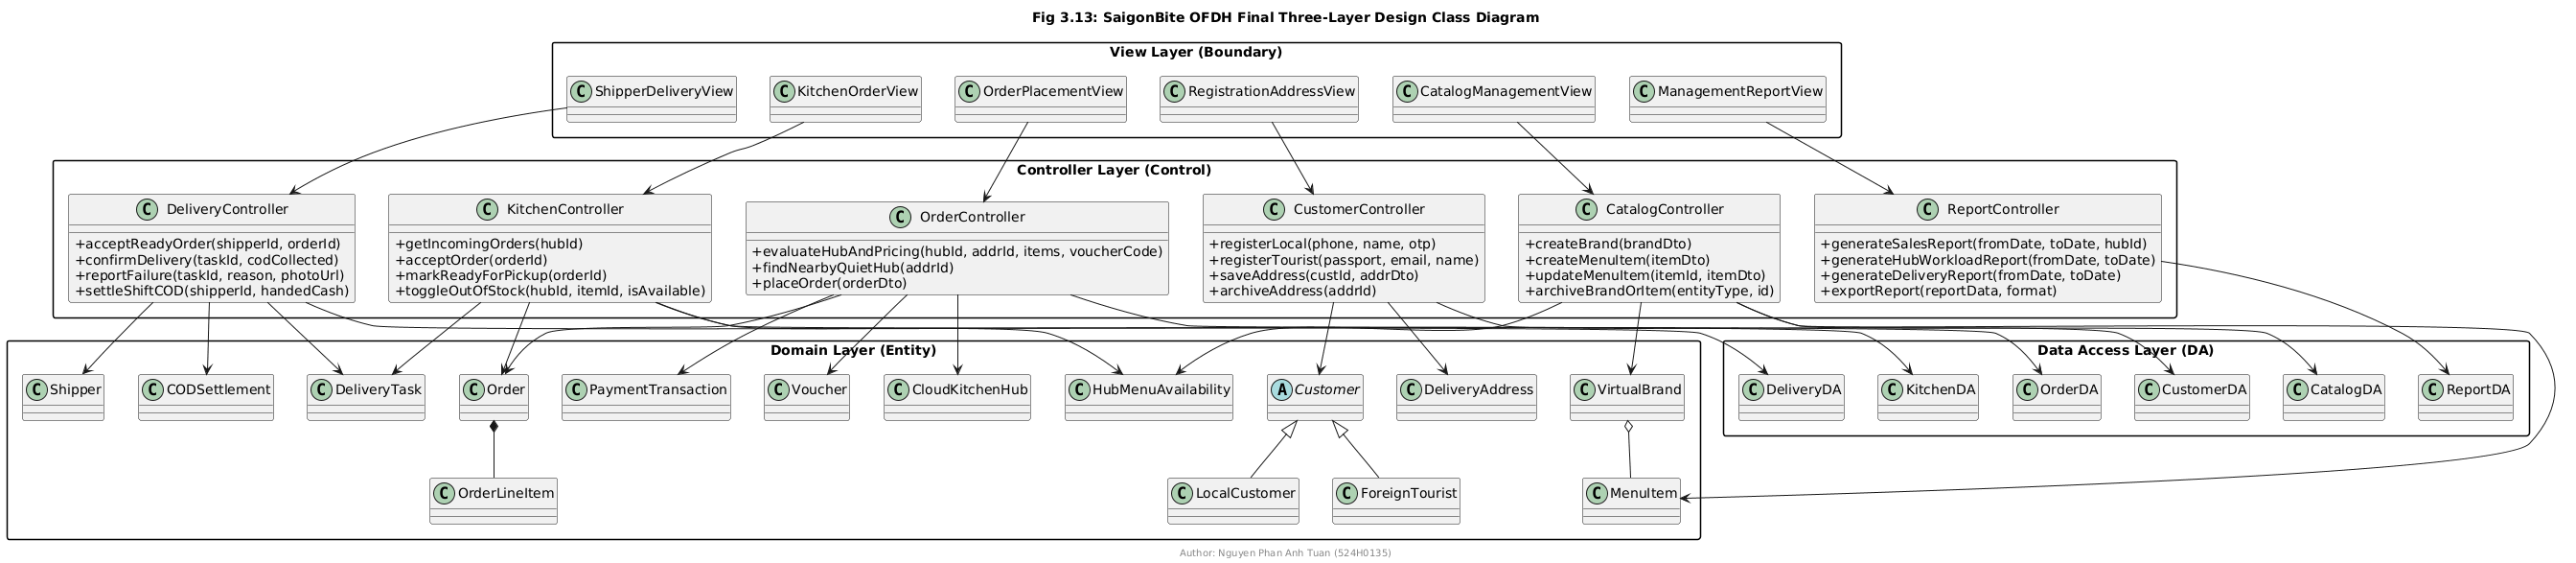 Fig 3.13: SaigonBite OFDH Final Three-Layer Design Class Diagram
View Layer (Boundary)
C ShipperDeliveryView
C KitchenOrderView
C OrderPlacementView
C RegistrationAddressView
C CatalogManagementView
C ManagementReportView
Controller Layer (Control)
C DeliveryController
+acceptReadyOrder(shipperId, orderId)
+confirmDelivery(taskId, codCollected)
+reportFailure(taskId, reason, photoUrl)
+settleShiftCOD(shipperId, handedCash)
C KitchenController
+getIncomingOrders(hubId)
+acceptOrder(orderId)
+markReadyForPickup(orderId)
+toggleOutOfStock(hubId, itemId, isAvailable)
C OrderController
+evaluateHubAndPricing(hubId, addrId, items, voucherCode)
+findNearbyQuietHub(addrId)
+placeOrder(orderDto)
C CustomerController
+registerLocal(phone, name, otp)
+registerTourist(passport, email, name)
+saveAddress(custId, addrDto)
+archiveAddress(addrId)
C CatalogController
+createBrand(brandDto)
+createMenuItem(itemDto)
+updateMenuItem(itemId, itemDto)
+archiveBrandOrItem(entityType, id)
C ReportController
+generateSalesReport(fromDate, toDate, hubId)
+generateHubWorkloadReport(fromDate, toDate)
+generateDeliveryReport(fromDate, toDate)
+exportReport(reportData, format)
Domain Layer (Entity)
C Shipper
C CODSettlement
C DeliveryTask
C Order
C PaymentTransaction
C Voucher
C CloudKitchenHub
C HubMenuAvailability
A Customer
C DeliveryAddress
C VirtualBrand
C OrderLineItem
C LocalCustomer
C ForeignTourist
C MenuItem
Data Access Layer (DA)
C DeliveryDA
C KitchenDA
C OrderDA
C CustomerDA
C CatalogDA
C ReportDA
Author: Nguyen Phan Anh Tuan (524H0135)